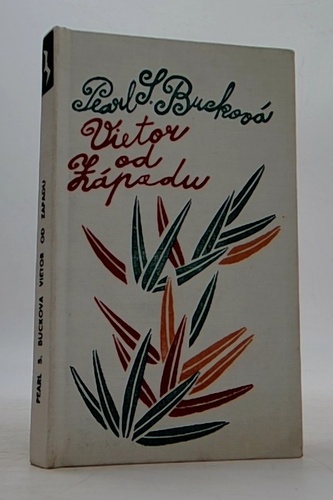 Pearl S. Bucková
Vietor
od
Západu
PEARL S. BUCKOVÁ VIETOR OD ZÁPADU